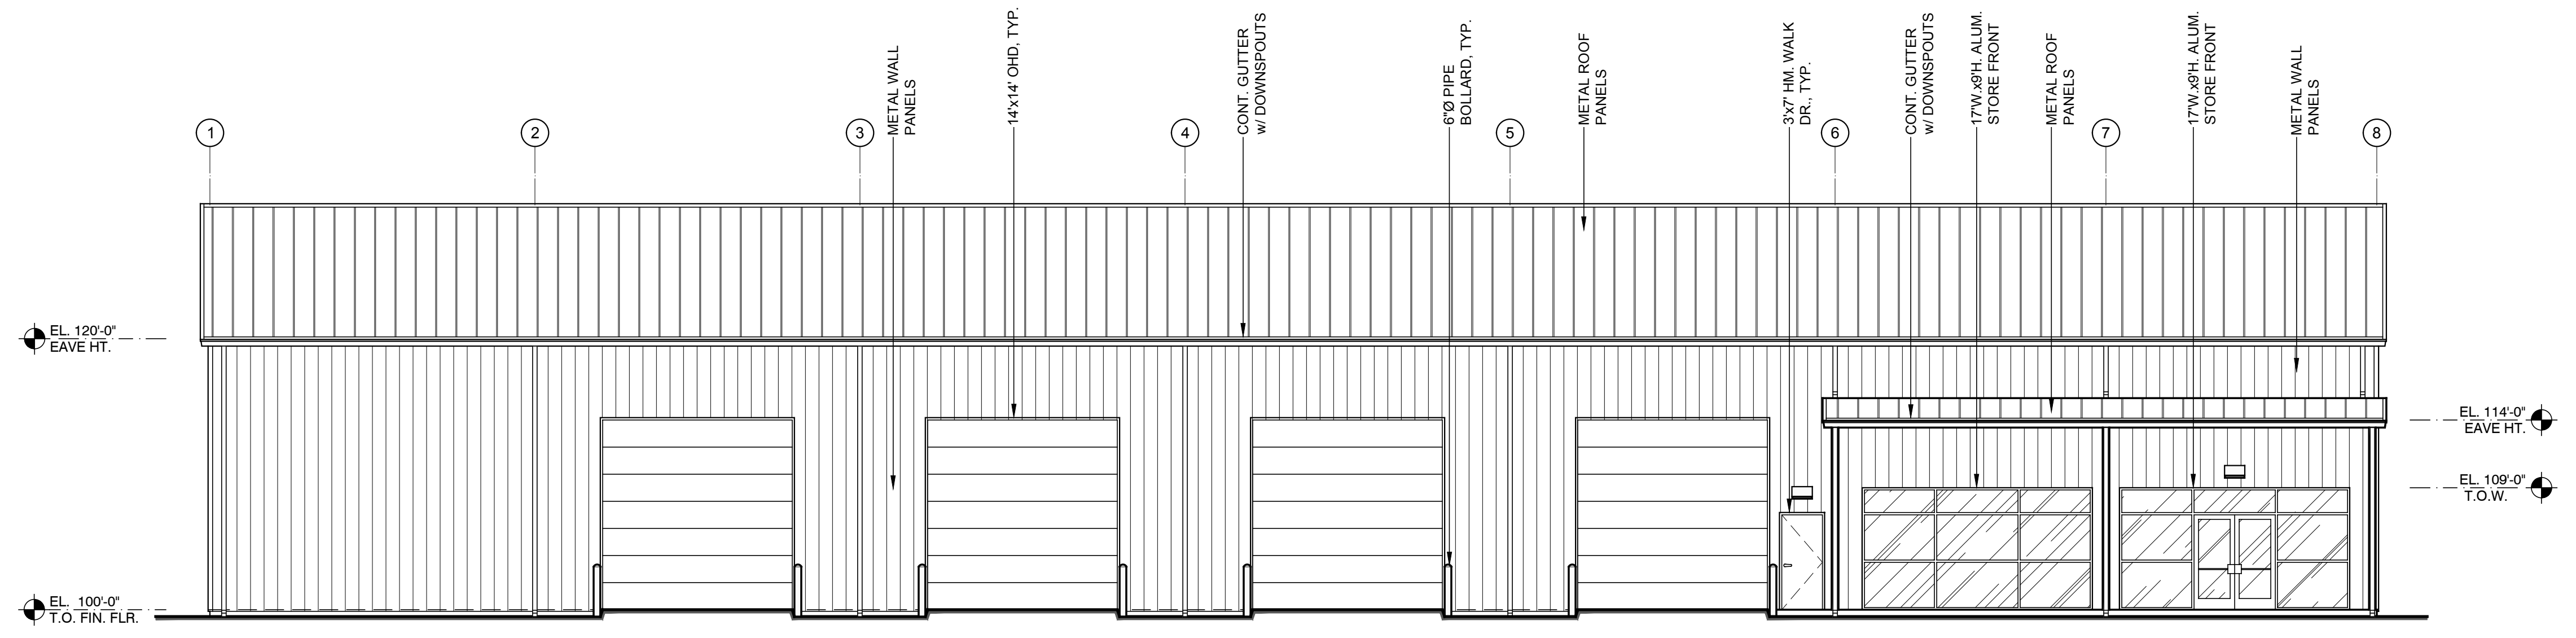 METAL WALL
PANELS
14'x14' OHD, TYP.
CONT. GUTTER
w/ DOWNSPOUTS
6"Ø PIPE
BOLLARD, TYP.
METAL ROOF
PANELS
3'x7' HM. WALK
DR., TYP.
CONT. GUTTER
w/ DOWNSPOUTS
17'W.x9'H. ALUM.
STORE FRONT
METAL ROOF
PANELS
17'W.x9'H. ALUM.
STORE FRONT
METAL WALL
PANELS
1
2
3
4
5
6
7
8
EL. 120'-0"
EAVE HT.
EL. 114'-0"
EAVE HT.
EL. 109'-0"
T.O.W.
EL. 100'-0"
T.O. FIN. FLR.